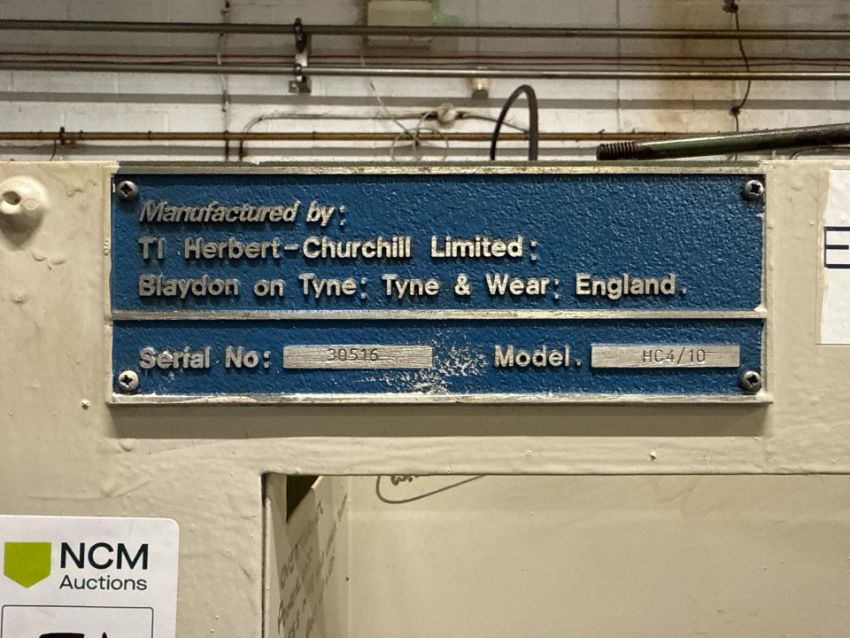 Manufactured by:
TI Herbert-Churchill Limited:
Blaydon on Tyne: Tyne & Wear: England.
Serial No: 30516 Model. HC4/10
E
NCM
Auctions